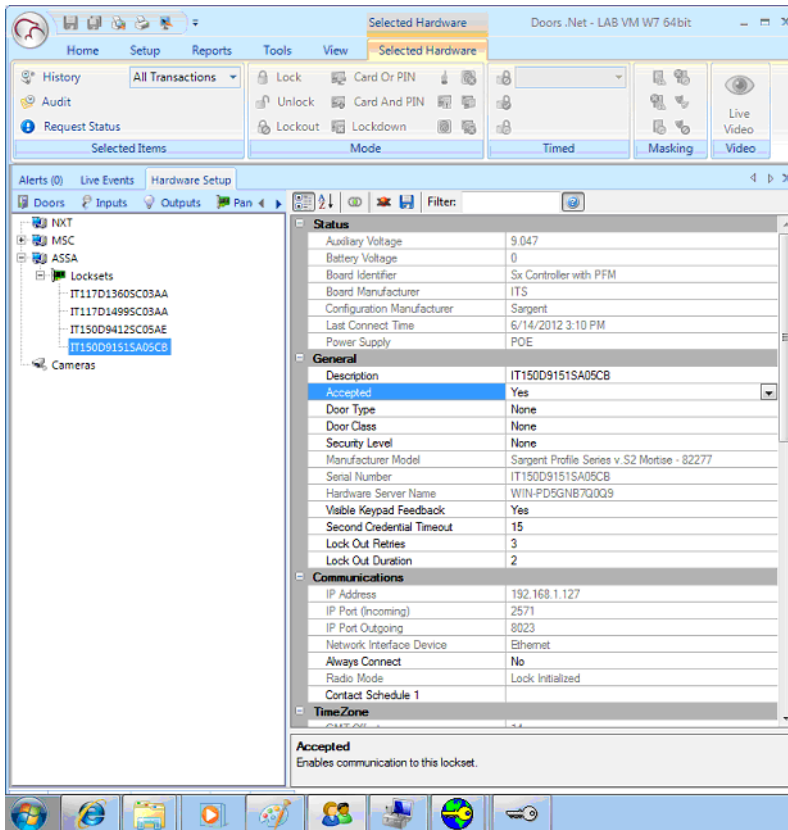 Selected Hardware
Doors .Net - LAB VM W7 64bit
Home Setup Reports Tools View Selected Hardware
History All Transactions
Audit
Request Status
Selected Items
Lock Card Or PIN
Unlock Card And PIN
Lockout Lockdown
Mode
Timed
Masking
Live
Video
Video
Alerts (0) Live Events Hardware Setup
Doors Inputs Outputs Pan
Filter:
NXT
MSC
ASSA
Locksets
IT117D1360SC03AA
IT117D1499SC03AA
IT150D9412SC05AE
IT150D9151SA05CB
Cameras
Status
Auxiliary Voltage 9.047
Battery Voltage 0
Board Identifier Sx Controller with PFM
Board Manufacturer ITS
Configuration Manufacturer Sargent
Last Connect Time 6/14/2012 3:10 PM
Power Supply POE
General
Description IT150D9151SA05CB
Accepted Yes
Door Type None
Door Class None
Security Level None
Manufacturer Model Sargent Profile Series v.S2 Mortise - 82277
Serial Number IT150D9151SA05CB
Hardware Server Name WIN-PD5GNB7Q0Q9
Visible Keypad Feedback Yes
Second Credential Timeout 15
Lock Out Retries 3
Lock Out Duration 2
Communications
IP Address 192.168.1.127
IP Port (Incoming) 2571
IP Port Outgoing 8023
Network Interface Device Ethernet
Always Connect No
Radio Mode Lock Initialized
Contact Schedule 1
TimeZone
Accepted
Enables communication to this lockset.